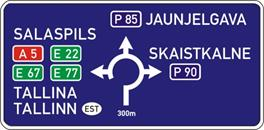 P 85 JAUNJELGAVA
SALASPILS
A 5 E 22
E 67 E 77
TALLINA
TALLINN EST
SKAISTKALNE
P 90
300m